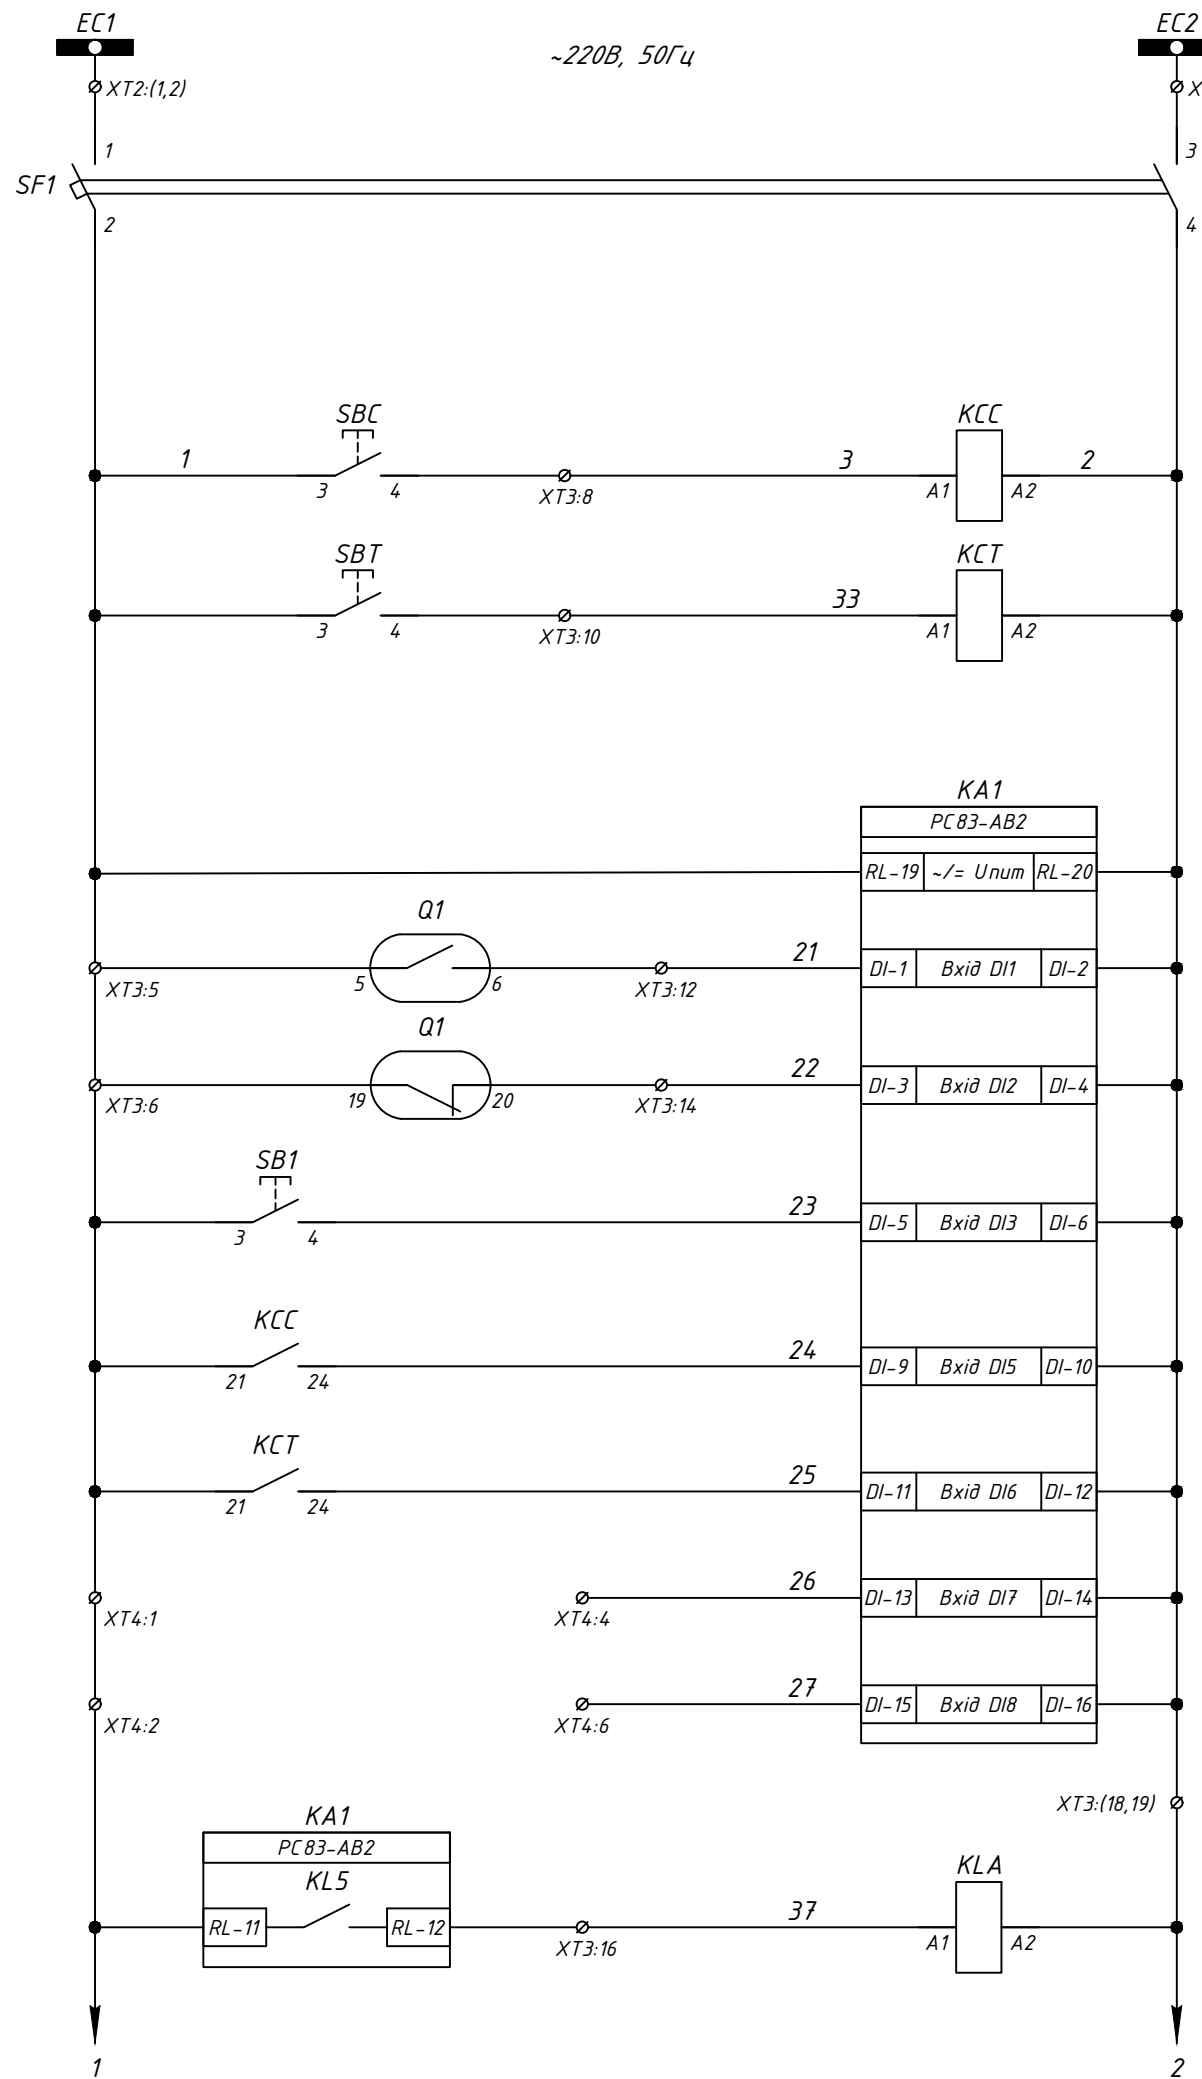 EC1
EC2
~220В, 50Гц
XT2:(1,2)
X
1
3
SF1
2
4
SBC
KCC
1
3
2
3
4
XT3:8
A1
A2
SBT
KCT
33
3
4
XT3:10
A1
A2
KA1
РС83-АВ2
RL-19
~/= Uпит
RL-20
Q1
21
DI-1
Вхід DI1
DI-2
XT3:5
5
6
XT3:12
Q1
22
DI-3
Вхід DI2
DI-4
XT3:6
19
20
XT3:14
SB1
23
DI-5
Вхід DI3
DI-6
3
4
KCC
24
DI-9
Вхід DI5
DI-10
21
24
KCT
25
DI-11
Вхід DI6
DI-12
21
24
26
DI-13
Вхід DI7
DI-14
XT4:1
XT4:4
27
DI-15
Вхід DI8
DI-16
XT4:2
XT4:6
XT3:(18,19)
KA1
РС83-АВ2
KL5
KLA
RL-11
RL-12
37
XT3:16
A1
A2
1
2